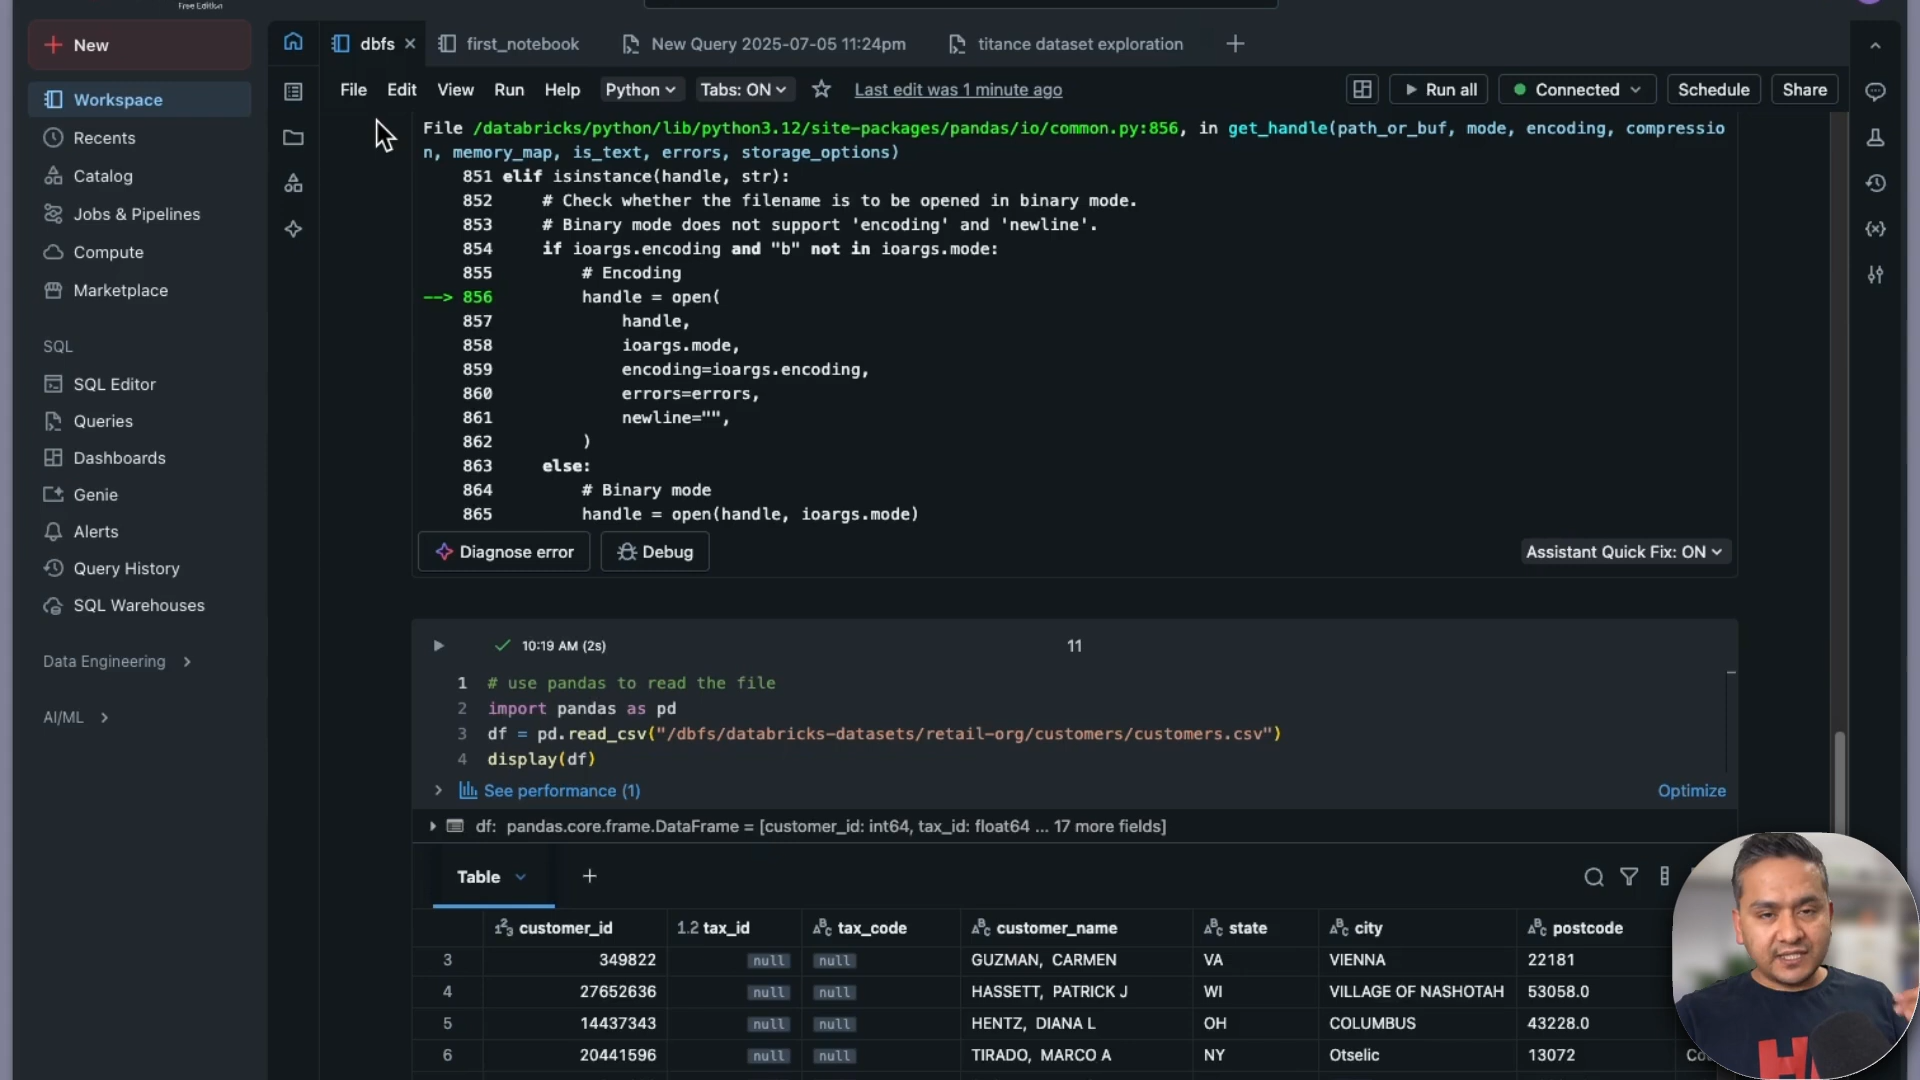 Free Edition
New
Workspace
Recents
Catalog
Jobs & Pipelines
Compute
Marketplace
SQL
SQL Editor
Queries
Dashboards
Genie
Alerts
Query History
SQL Warehouses
Data Engineering
AI/ML
dbfs
first_notebook
New Query 2025-07-05 11:24pm
titance dataset exploration
File Edit View Run Help Python Tabs: ON Last edit was 1 minute ago
Run all Connected Schedule Share
File /databricks/python/lib/python3.12/site-packages/pandas/io/common.py:856, in get_handle(path_or_buf, mode, encoding, compressio
n, memory_map, is_text, errors, storage_options)
851 elif isinstance(handle, str):
852     # Check whether the filename is to be opened in binary mode.
853     # Binary mode does not support 'encoding' and 'newline'.
854     if ioargs.encoding and "b" not in ioargs.mode:
855         # Encoding
--> 856         handle = open(
857             handle,
858             ioargs.mode,
859             encoding=ioargs.encoding,
860             errors=errors,
861             newline="",
862         )
863     else:
864         # Binary mode
865         handle = open(handle, ioargs.mode)
Diagnose error Debug Assistant Quick Fix: ON
10:19 AM (2s) 11
1 # use pandas to read the file
2 import pandas as pd
3 df = pd.read_csv("/dbfs/databricks-datasets/retail-org/customers/customers.csv")
4 display(df)
See performance (1) Optimize
df: pandas.core.frame.DataFrame = [customer_id: int64, tax_id: float64 ... 17 more fields]
Table
customer_id 1.2 tax_id tax_code customer_name state city postcode
3 349822 null null GUZMAN, CARMEN VA VIENNA 22181
4 27652636 null null HASSETT, PATRICK J WI VILLAGE OF NASHOTAH 53058.0
5 14437343 null null HENTZ, DIANA L OH COLUMBUS 43228.0
6 20441596 null null TIRADO, MARCO A NY Otselic 13072